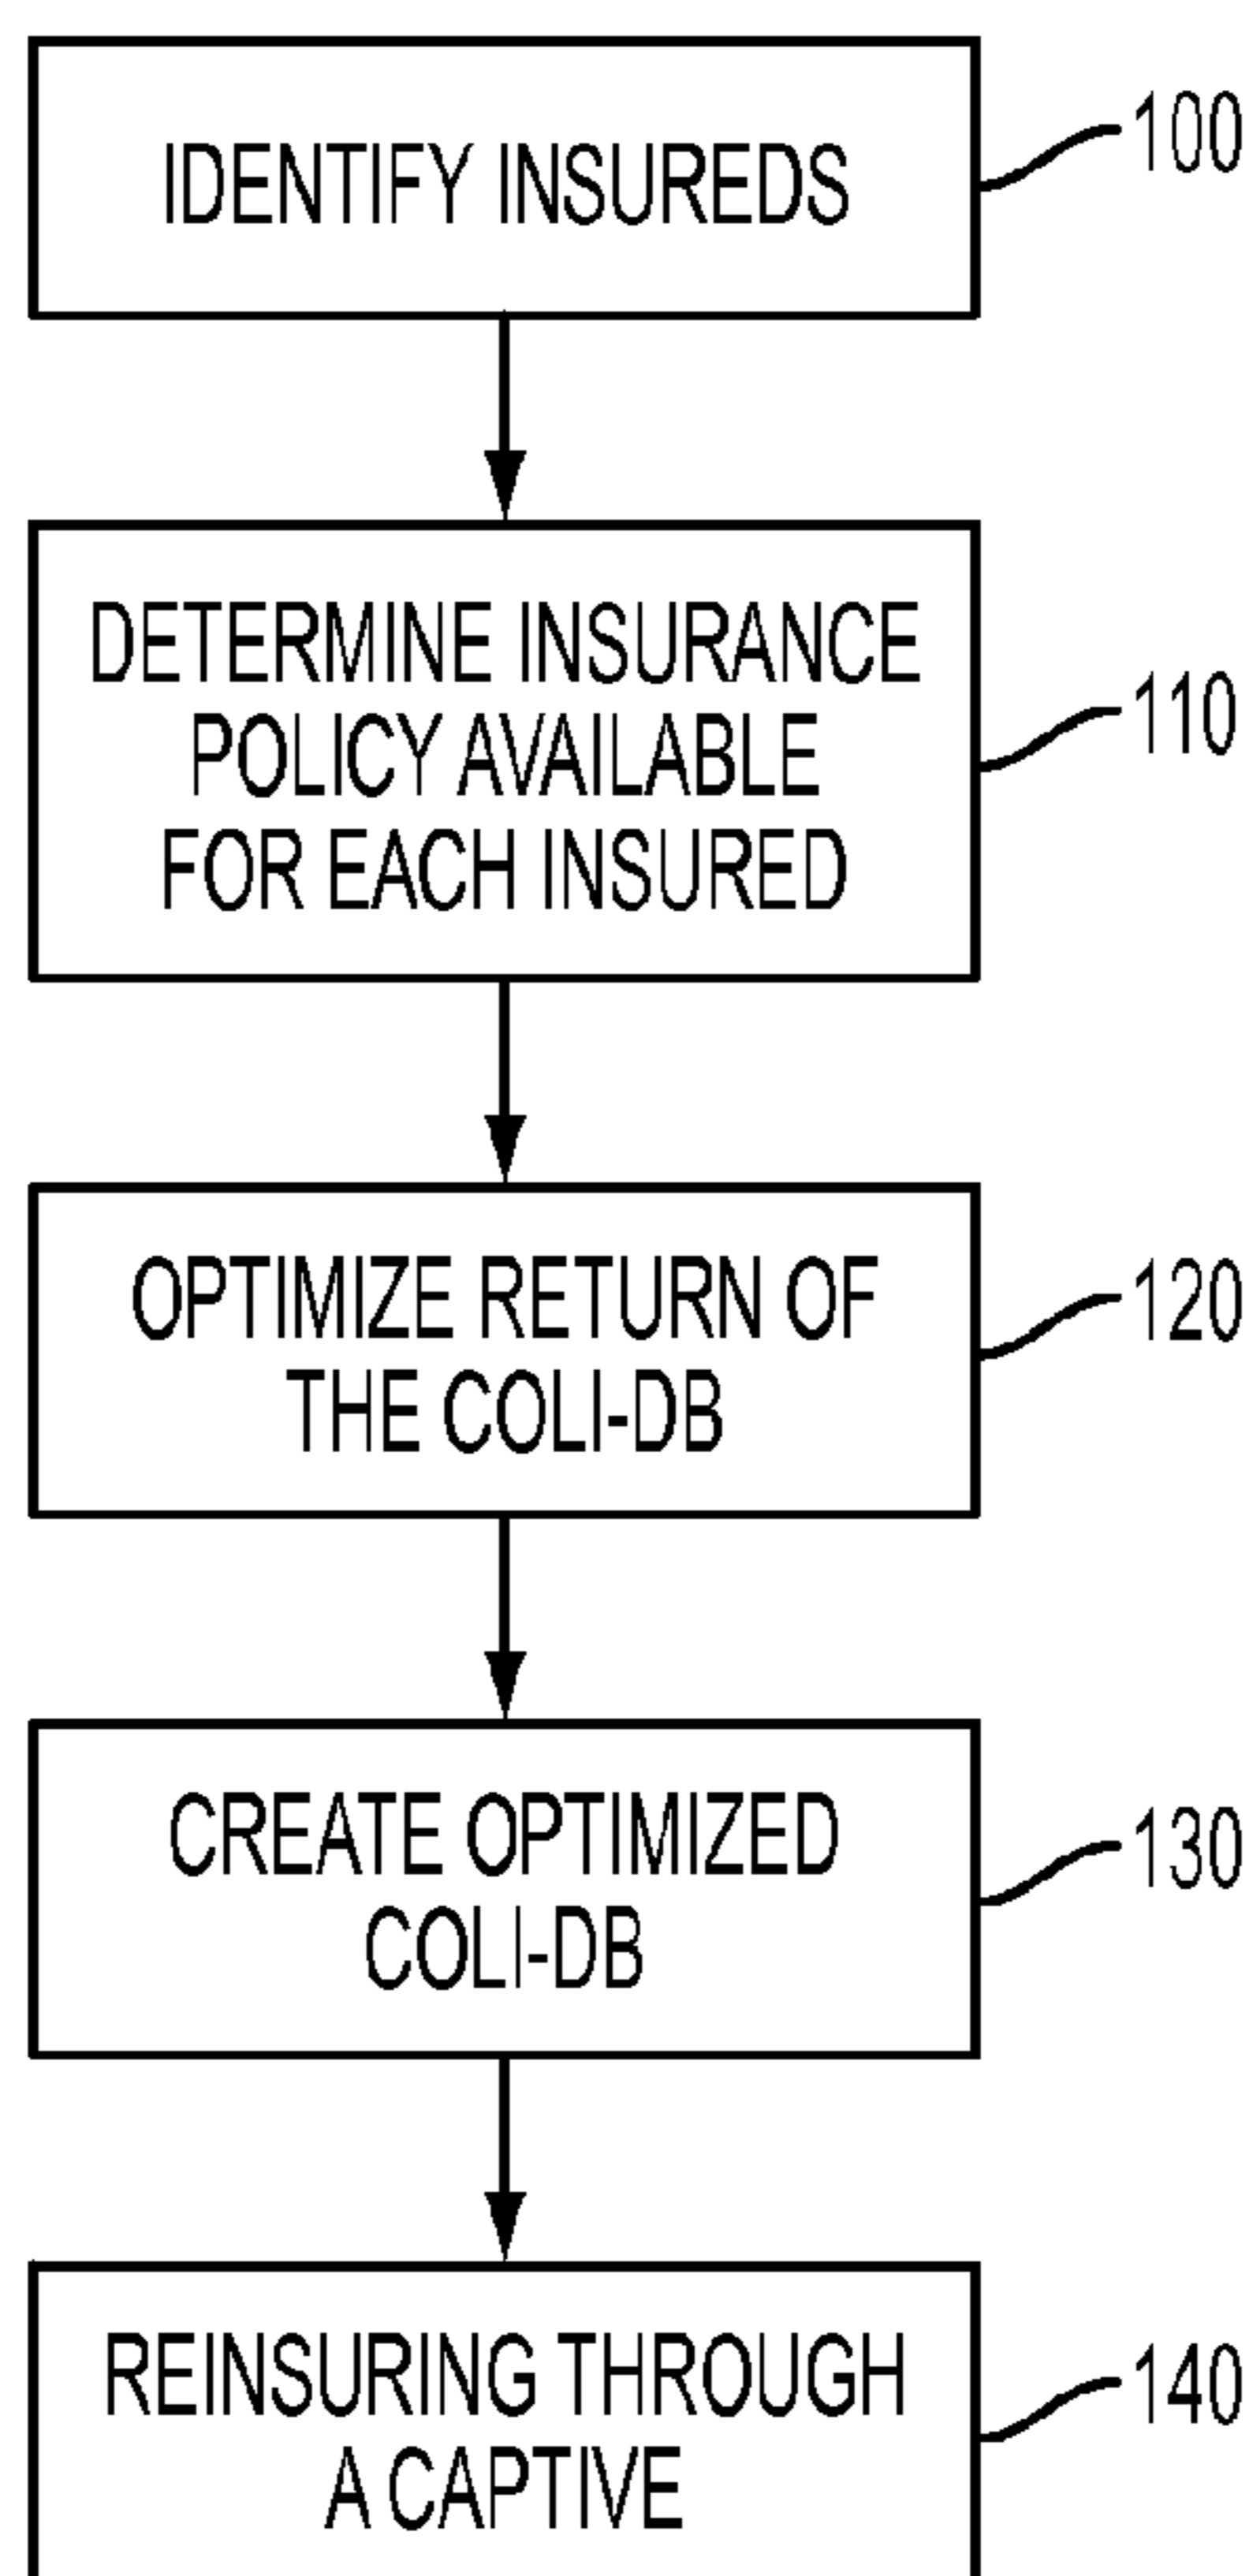 IDENTIFY INSUREDS
100
DETERMINE INSURANCE
POLICY AVAILABLE
FOR EACH INSURED
110
OPTIMIZE RETURN OF
THE COLI-DB
120
CREATE OPTIMIZED
COLI-DB
130
REINSURING THROUGH
A CAPTIVE
140